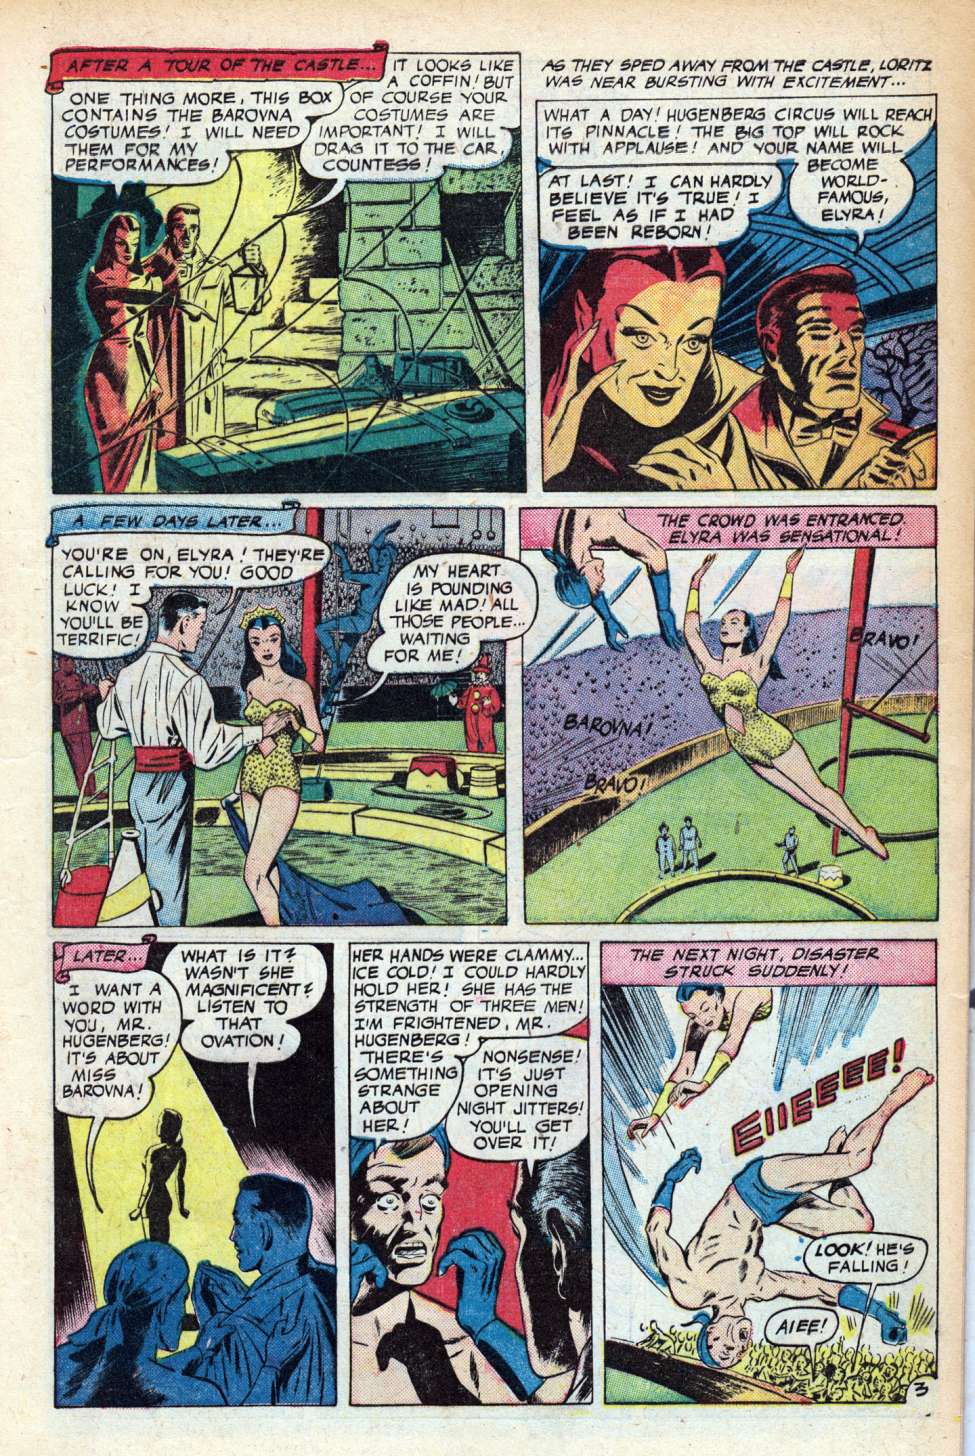 AFTER A TOUR OF THE CASTLE...
ONE THING MORE, THIS BOX
CONTAINS THE BAROVNA
COSTUMES! I WILL NEED
THEM FOR MY
PERFORMANCES!
IT LOOKS LIKE
A COFFIN! BUT
OF COURSE YOUR
COSTUMES ARE
IMPORTANT! I WILL
DRAG IT TO THE CAR,
COUNTESS!
AS THEY SPED AWAY FROM THE CASTLE, LORITZ
WAS NEAR BURSTING WITH EXCITEMENT...
WHAT A DAY! HUGENBERG CIRCUS WILL REACH
ITS PINNACLE! THE BIG TOP WILL ROCK
WITH APPLAUSE! AND YOUR NAME WILL
BECOME
WORLD-
FAMOUS,
ELYRA!
AT LAST! I CAN HARDLY
BELIEVE IT'S TRUE! I
FEEL AS IF I HAD
BEEN REBORN!
A FEW DAYS LATER...
YOU'RE ON, ELYRA! THEY'RE
CALLING FOR YOU! GOOD
LUCK! I
KNOW
YOU'LL BE
TERRIFIC!
MY HEART
IS POUNDING
LIKE MAD! ALL
THOSE PEOPLE...
WAITING
FOR ME!
THE CROWD WAS ENTRANCED.
ELYRA WAS SENSATIONAL!
BRAVO!
BAROVNA!
BRAVO!
LATER...
I WANT A
WORD WITH
YOU, MR.
HUGENBERG!
IT'S ABOUT
MISS
BAROVNA!
WHAT IS IT?
WASN'T SHE
MAGNIFICENT?
LISTEN TO
THAT
OVATION!
HER HANDS WERE CLAMMY...
ICE COLD! I COULD HARDLY
HOLD HER! SHE HAS THE
STRENGTH OF THREE MEN!
I'M FRIGHTENED, MR.
HUGENBERG!
THERE'S
SOMETHING
STRANGE
ABOUT
HER!
NONSENSE!
IT'S JUST
OPENING
NIGHT JITTERS!
YOU'LL GET
OVER IT!
THE NEXT NIGHT, DISASTER
STRUCK SUDDENLY!
EIIEEEE!
LOOK! HE'S
FALLING!
AIEE!
3